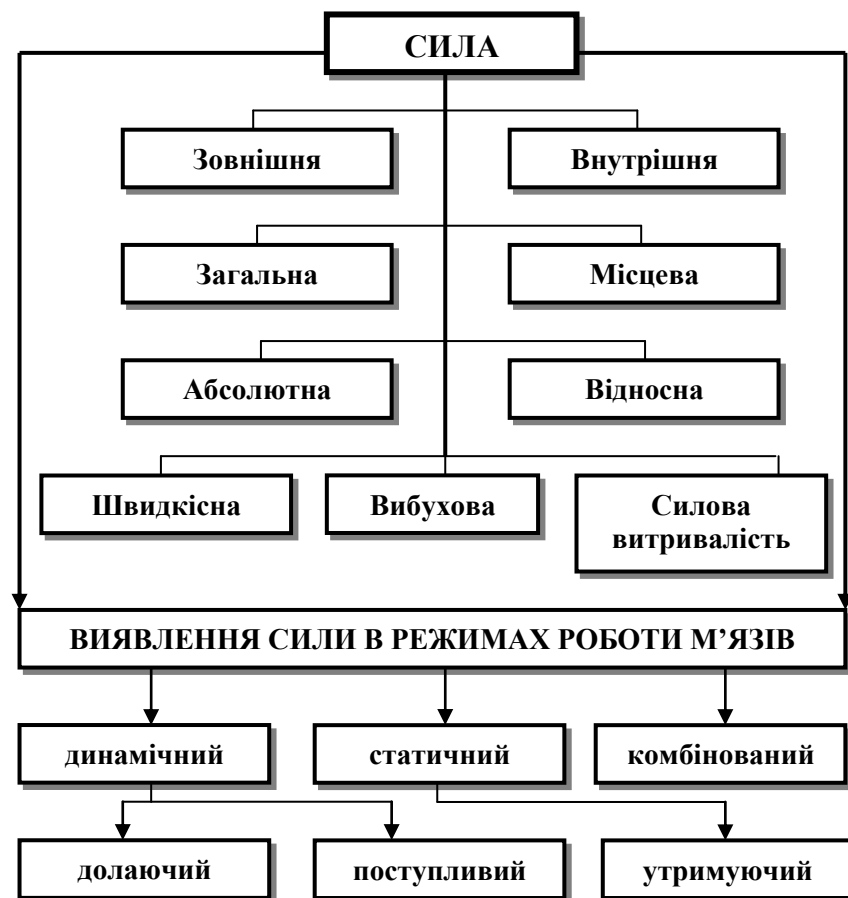 СИЛА
Зовнішня
Внутрішня
Загальна
Місцева
Абсолютна
Відносна
Швидкісна
Вибухова
Силова
витривалість
ВИЯВЛЕННЯ СИЛИ В РЕЖИМАХ РОБОТИ М’ЯЗІВ
динамічний
статичний
комбінований
долаючий
поступливий
утримуючий